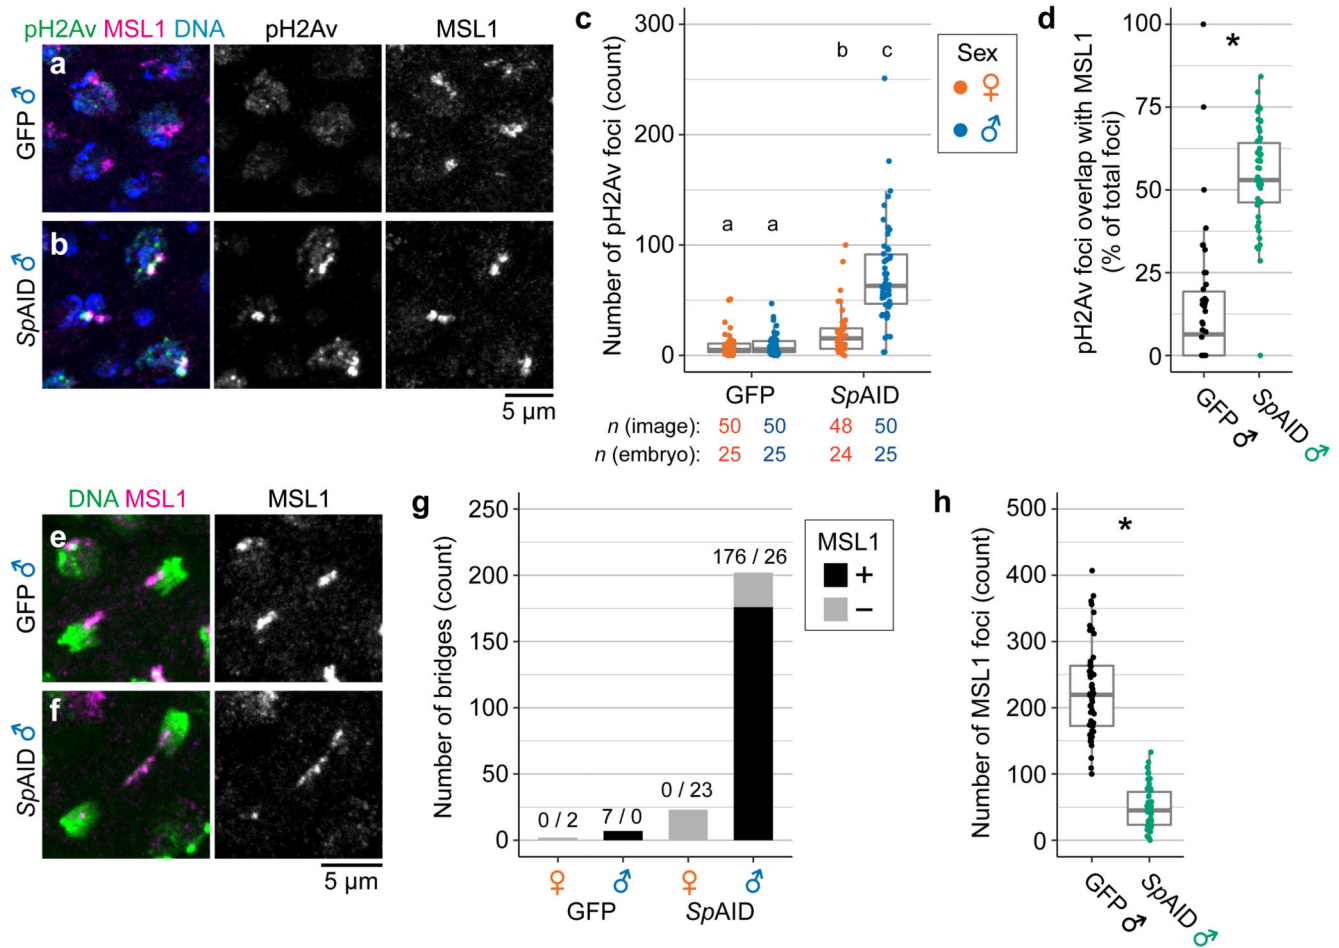 pH2Av MSL1 DNA
pH2Av
MSL1
a
GFP ♂
b
SpAID ♂
5 µm
c
Number of pH2Av foci (count)
300
200
100
0
a
a
b
c
Sex
♀
♂
GFP
SpAID
n (image): 50 50 48 50
n (embryo): 25 25 24 25
d
pH2Av foci overlap with MSL1
(% of total foci)
100
75
50
25
0
*
GFP ♂
SpAID ♂
DNA MSL1
MSL1
e
GFP ♂
f
SpAID ♂
5 µm
g
Number of bridges (count)
250
200
150
100
50
0
0 / 2
7 / 0
0 / 23
176 / 26
MSL1
+
−
♀ ♂ ♀ ♂
GFP
SpAID
h
Number of MSL1 foci (count)
500
400
300
200
100
0
*
GFP ♂
SpAID ♂